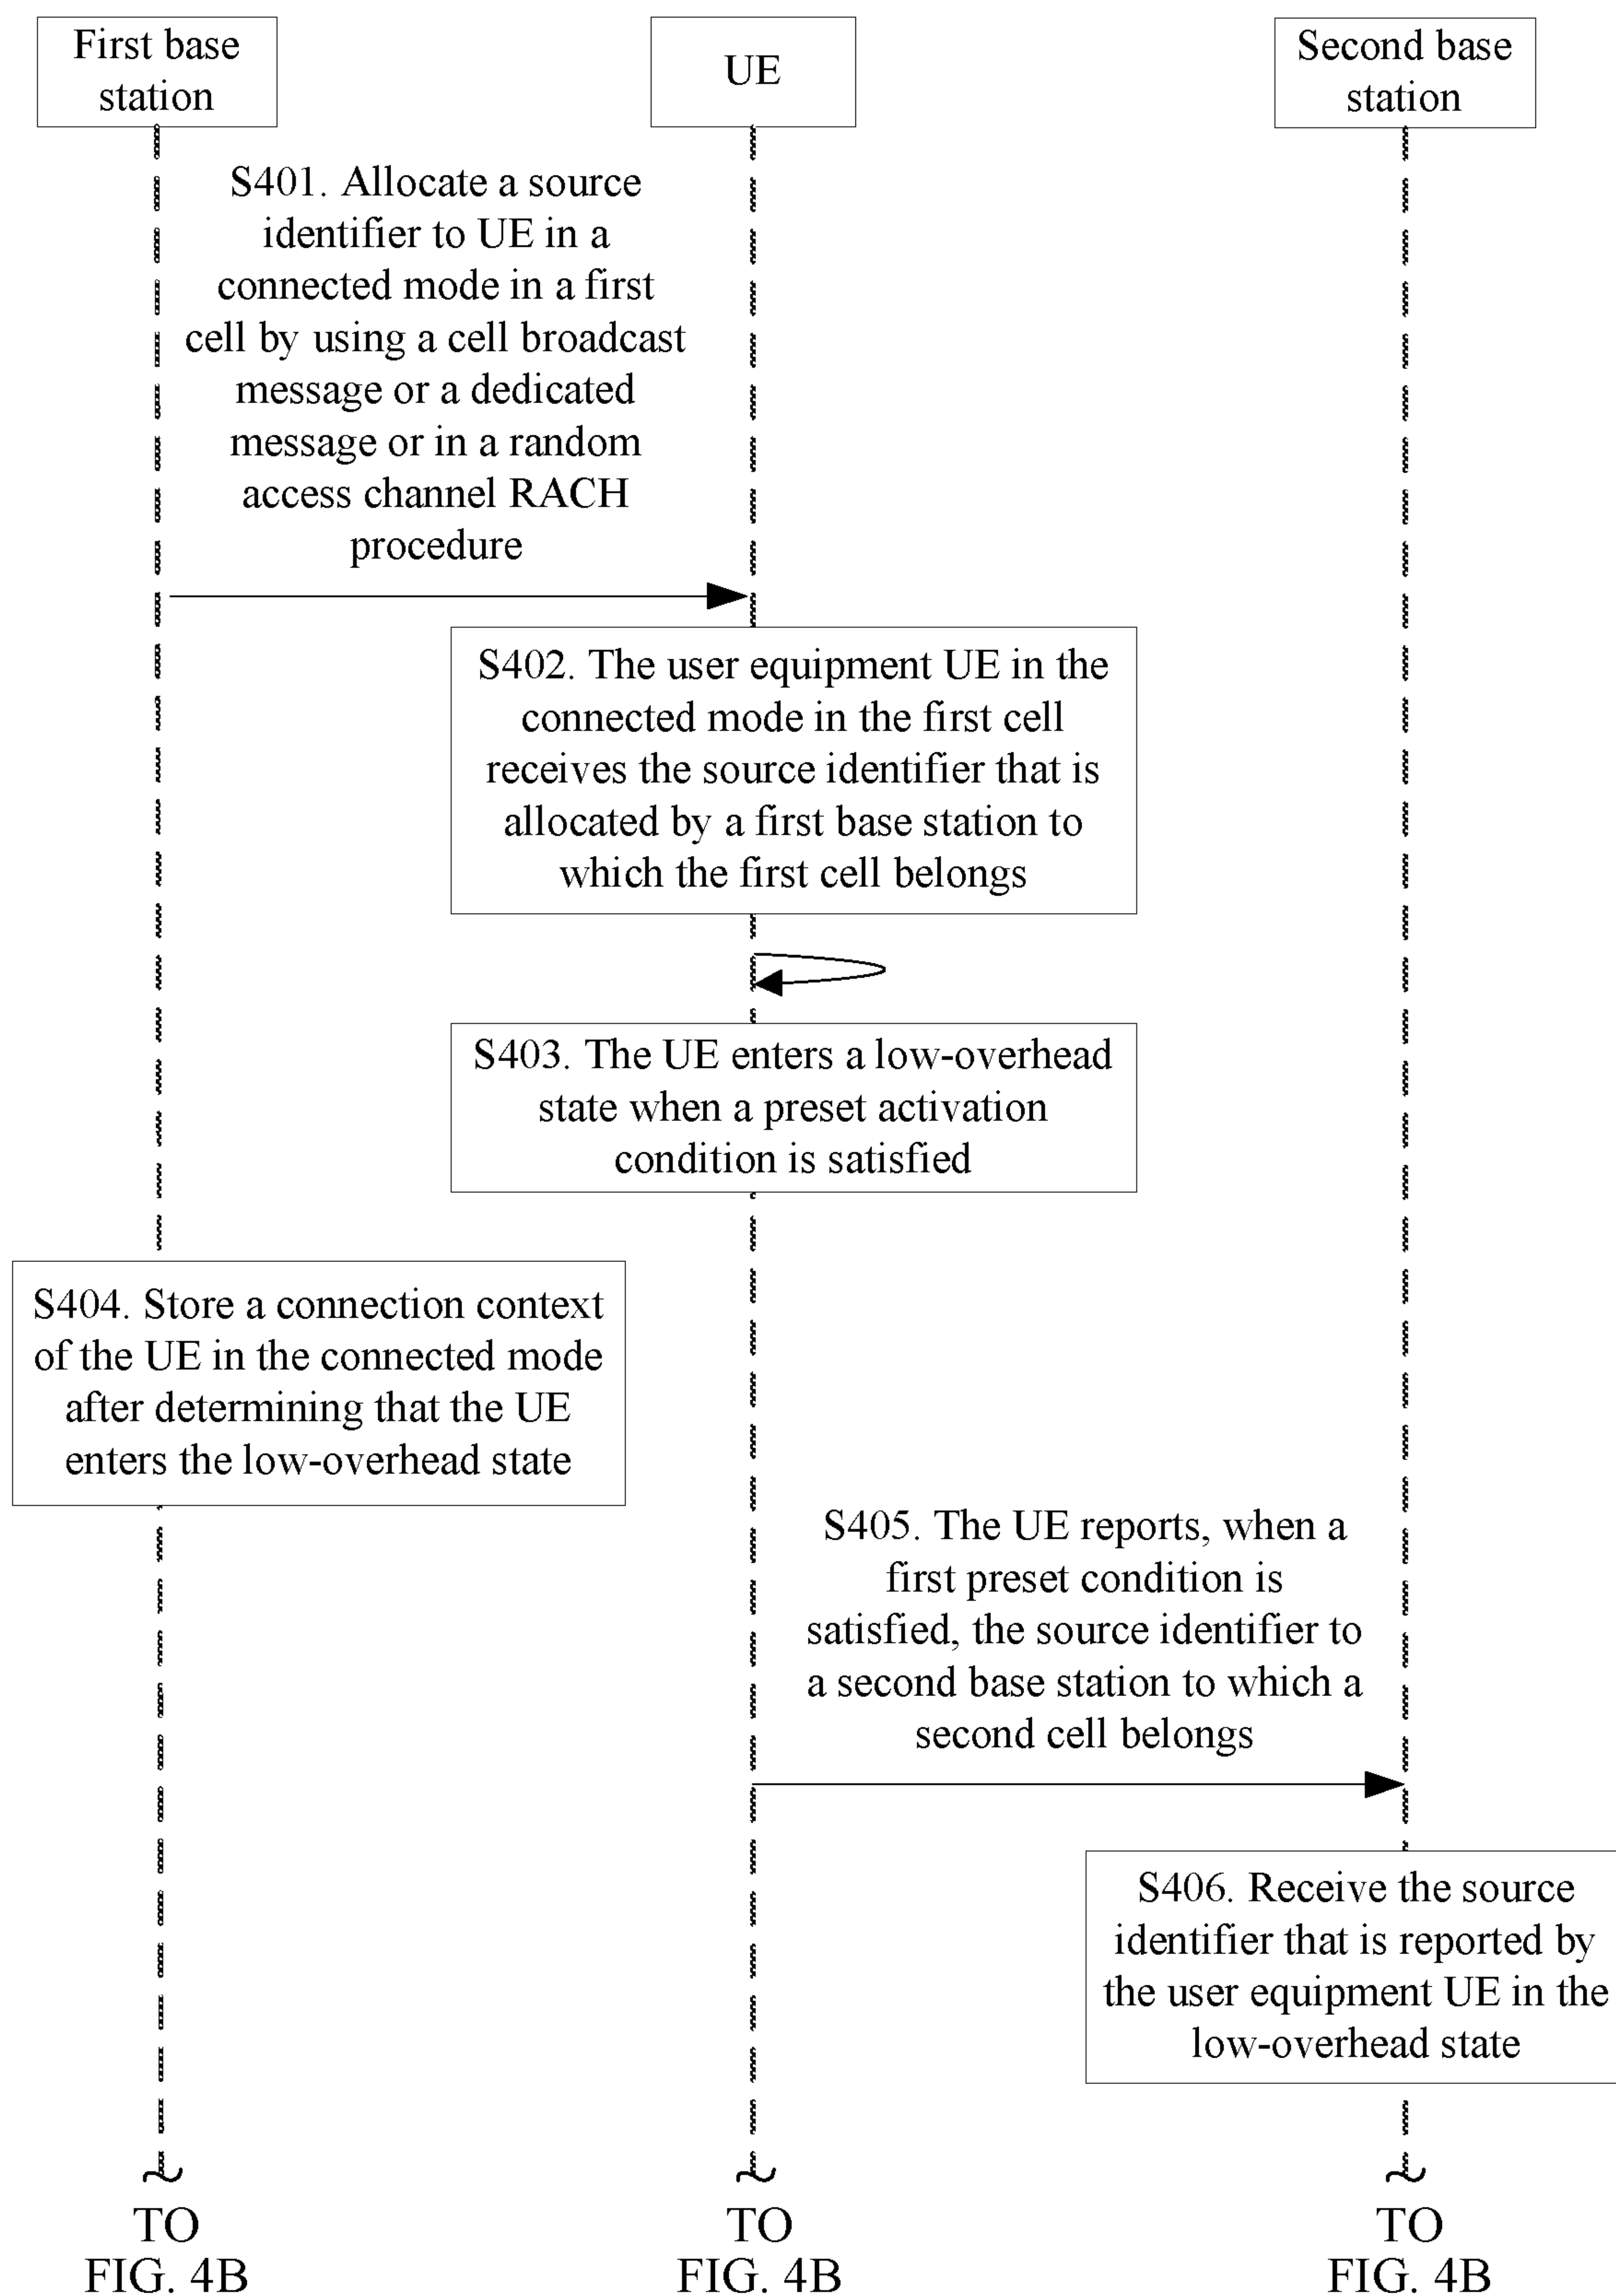 First base
station
UE
Second base
station
S401. Allocate a source
identifier to UE in a
connected mode in a first
cell by using a cell broadcast
message or a dedicated
message or in a random
access channel RACH
procedure
S402. The user equipment UE in the
connected mode in the first cell
receives the source identifier that is
allocated by a first base station to
which the first cell belongs
S403. The UE enters a low-overhead
state when a preset activation
condition is satisfied
S404. Store a connection context
of the UE in the connected mode
after determining that the UE
enters the low-overhead state
S405. The UE reports, when a
first preset condition is
satisfied, the source identifier to
a second base station to which a
second cell belongs
S406. Receive the source
identifier that is reported by
the user equipment UE in the
low-overhead state
TO
FIG. 4B
TO
FIG. 4B
TO
FIG. 4B